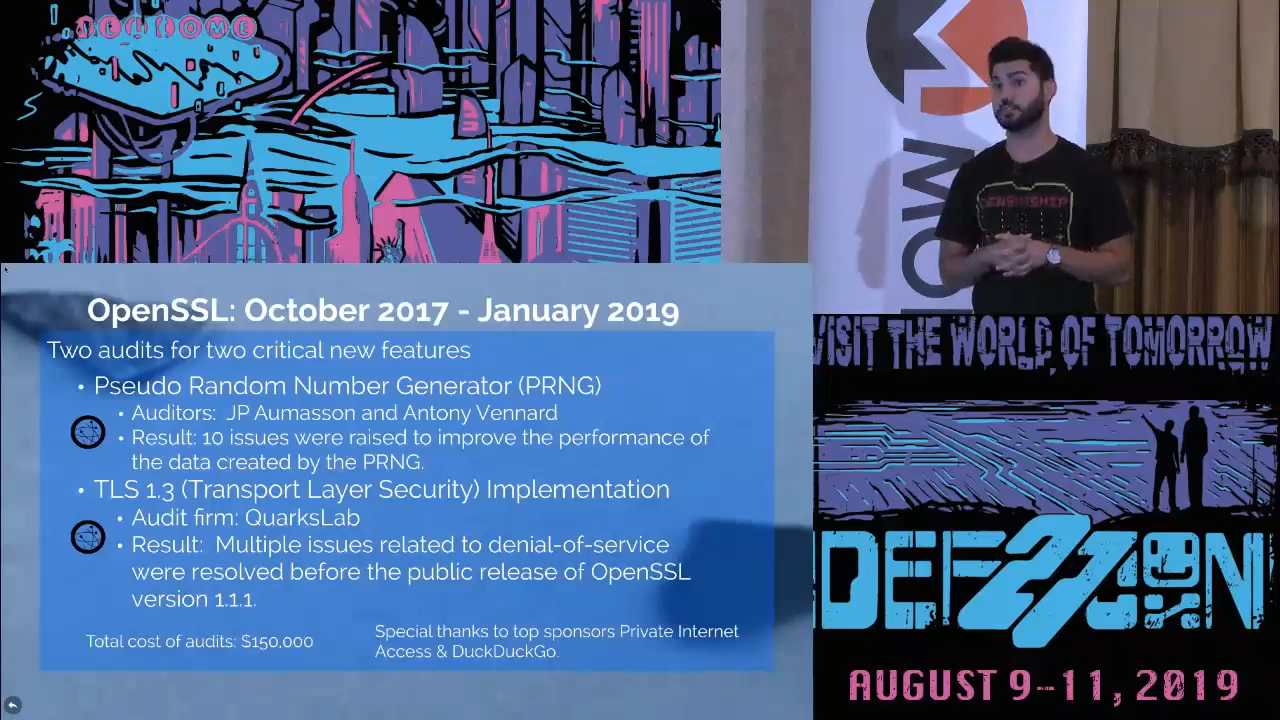 WELCOME
OpenSSL: October 2017 - January 2019
Two audits for two critical new features
• Pseudo Random Number Generator (PRNG)
• Auditors: JP Aumasson and Antony Vennard
• Result: 10 issues were raised to improve the performance of
the data created by the PRNG.
• TLS 1.3 (Transport Layer Security) Implementation
• Audit firm: QuarksLab
• Result: Multiple issues related to denial-of-service
were resolved before the public release of OpenSSL
version 1.1.1.
Total cost of audits: $150,000
Special thanks to top sponsors Private Internet
Access & DuckDuckGo.
VISIT THE WORLD OF TOMORROW
DEF 27 CON
AUGUST 9-11, 2019